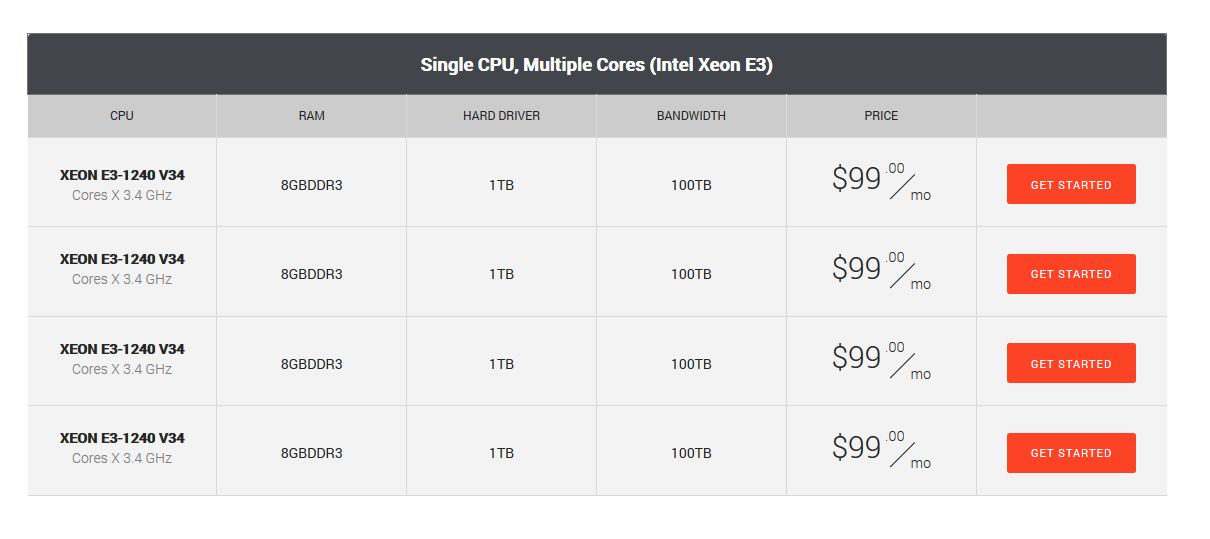 Single CPU, Multiple Cores (Intel Xeon E3)
CPU RAM HARD DRIVER BANDWIDTH PRICE
XEON E3-1240 V34
Cores X 3.4 GHz
8GBDDR3 1TB 100TB $99.00/mo GET STARTED
XEON E3-1240 V34
Cores X 3.4 GHz
8GBDDR3 1TB 100TB $99.00/mo GET STARTED
XEON E3-1240 V34
Cores X 3.4 GHz
8GBDDR3 1TB 100TB $99.00/mo GET STARTED
XEON E3-1240 V34
Cores X 3.4 GHz
8GBDDR3 1TB 100TB $99.00/mo GET STARTED